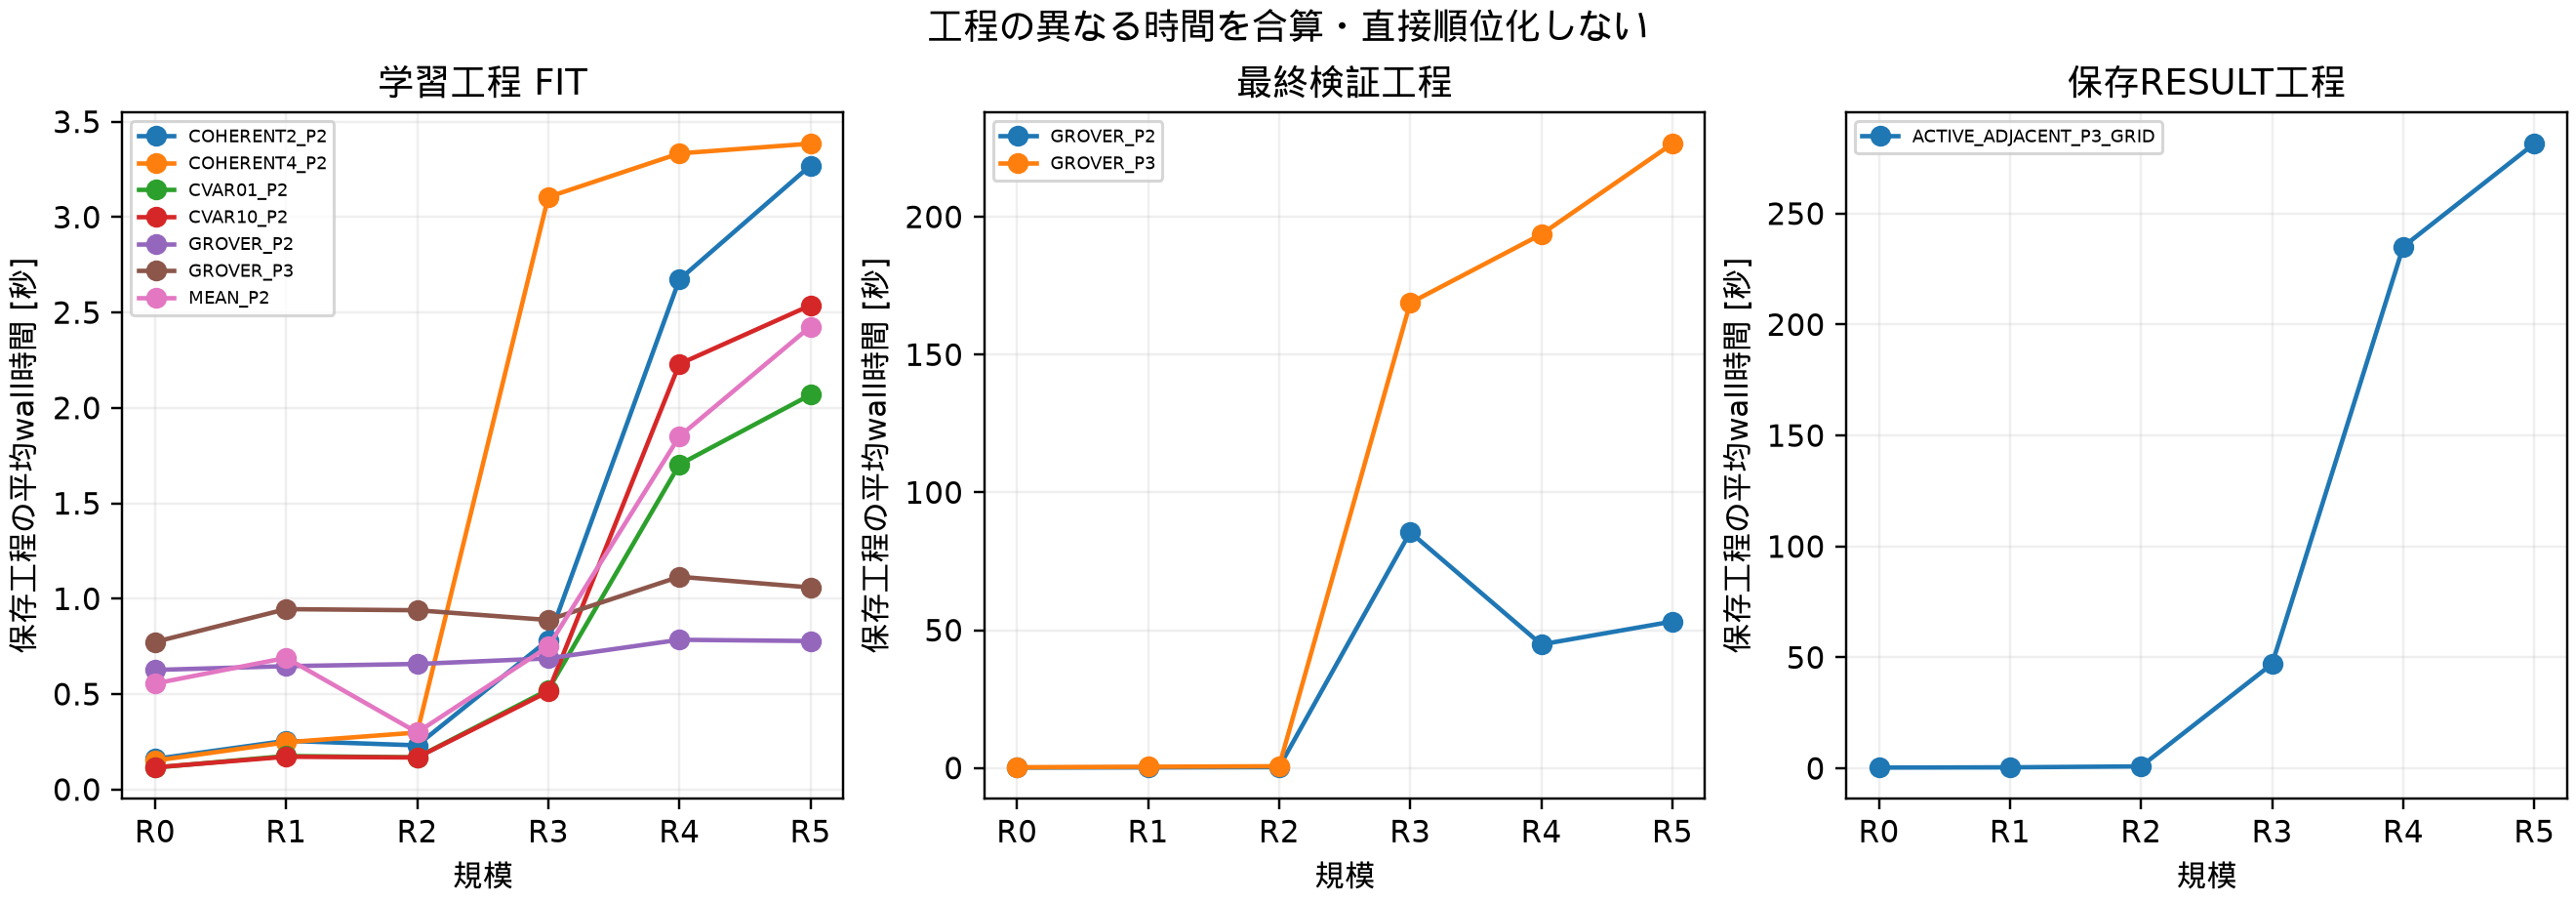 工程の異なる時間を合算・直接順位化しない
学習工程 FIT
保存工程の平均wall時間 [秒]
3.5
3.0
2.5
2.0
1.5
1.0
0.5
0.0
COHERENT2_P2
COHERENT4_P2
CVAR01_P2
CVAR10_P2
GROVER_P2
GROVER_P3
MEAN_P2
R0 R1 R2 R3 R4 R5
規模
最終検証工程
保存工程の平均wall時間 [秒]
200
150
100
50
0
GROVER_P2
GROVER_P3
R0 R1 R2 R3 R4 R5
規模
保存RESULT工程
保存工程の平均wall時間 [秒]
250
200
150
100
50
0
ACTIVE_ADJACENT_P3_GRID
R0 R1 R2 R3 R4 R5
規模